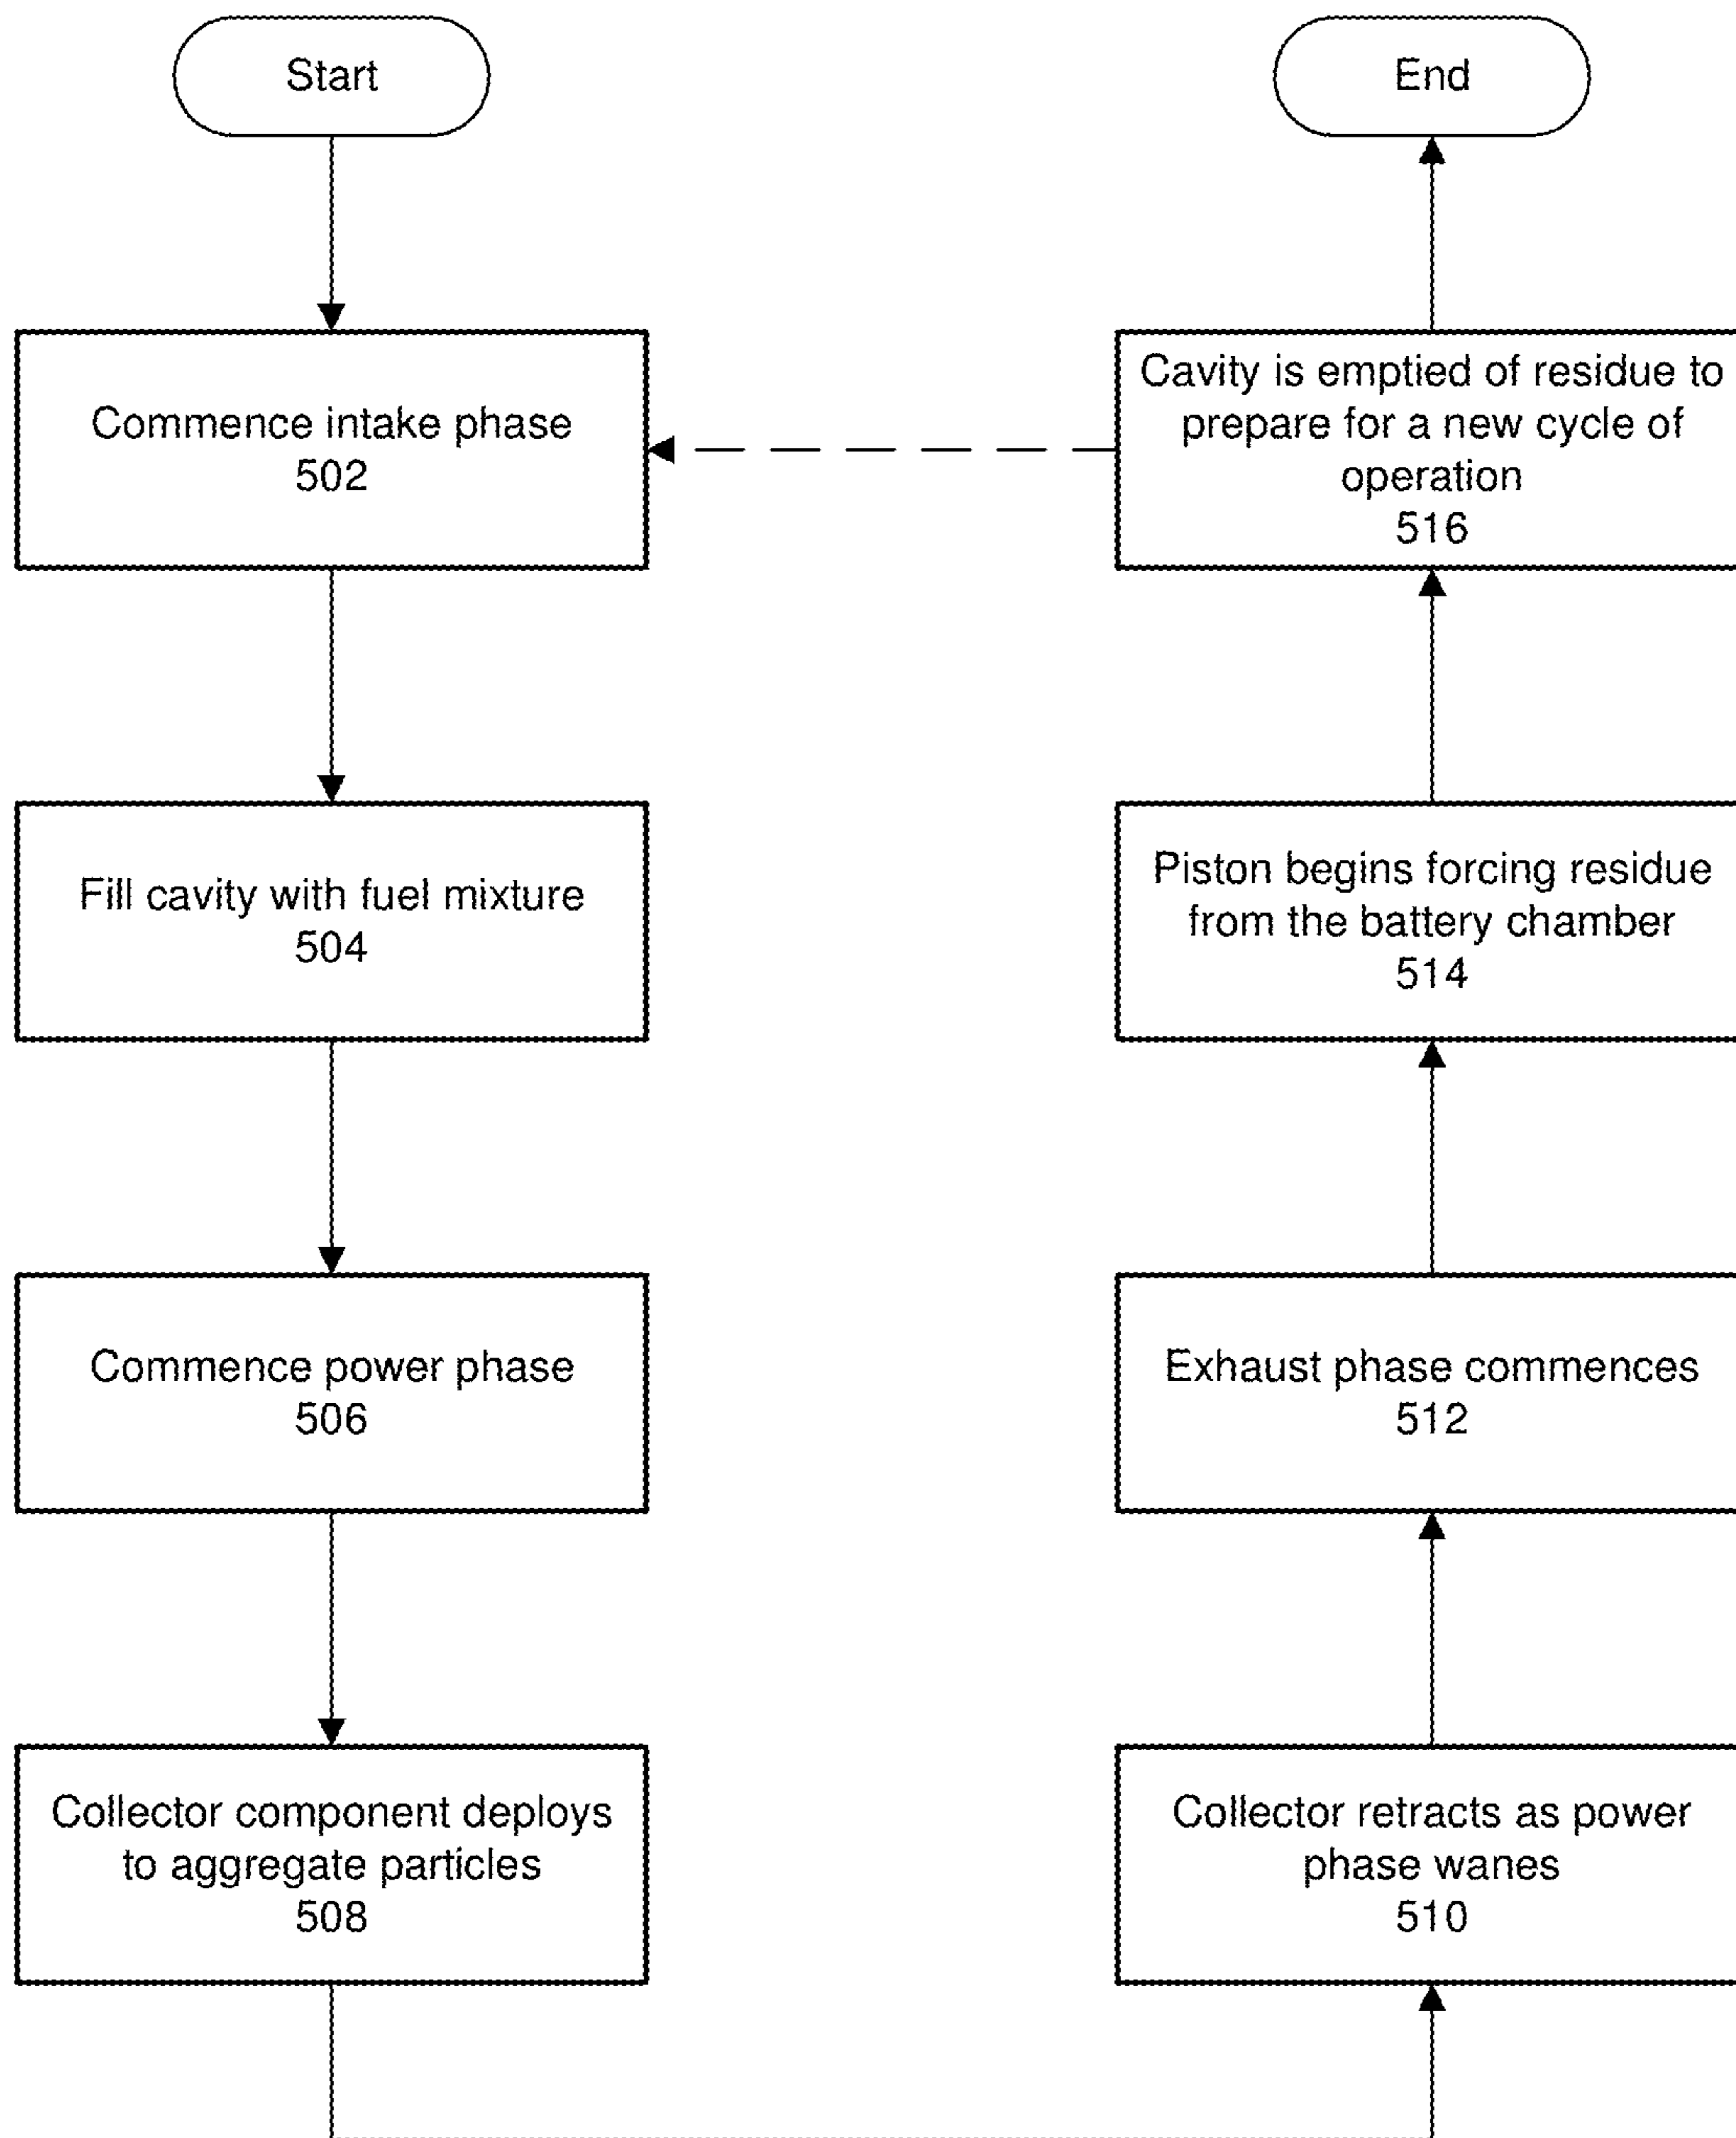 Start
Commence intake phase
502
Fill cavity with fuel mixture
504
Commence power phase
506
Collector component deploys
to aggregate particles
508
Collector retracts as power
phase wanes
510
Exhaust phase commences
512
Piston begins forcing residue
from the battery chamber
514
Cavity is emptied of residue to
prepare for a new cycle of
operation
516
End